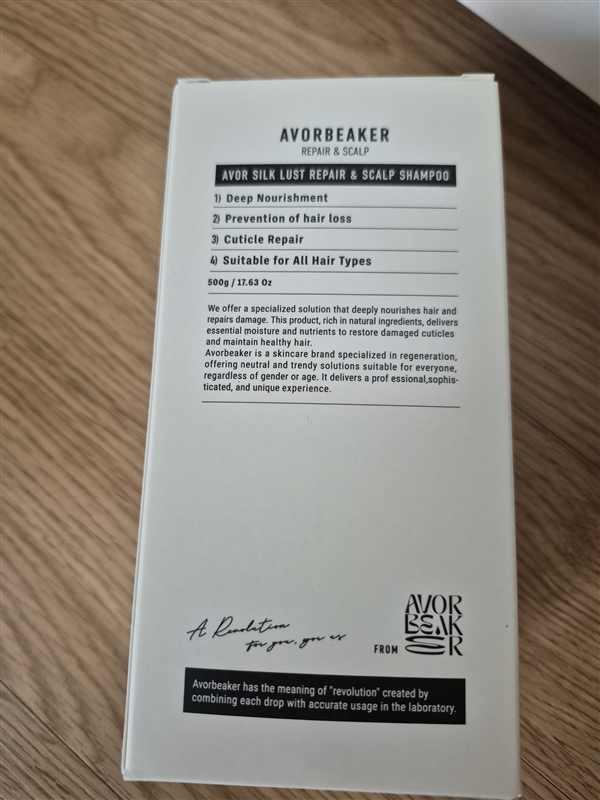 AVORBEAKER
REPAIR & SCALP
AVOR SILK LUST REPAIR & SCALP SHAMPOO
1) Deep Nourishment
2) Prevention of hair loss
3) Cuticle Repair
4) Suitable for All Hair Types
500g / 17.63 Oz
We offer a specialized solution that deeply nourishes hair and
repairs damage. This product, rich in natural ingredients, delivers
essential moisture and nutrients to restore damaged cuticles
and maintain healthy hair.
Avorbeaker is a skincare brand specialized in regeneration,
offering neutral and trendy solutions suitable for everyone,
regardless of gender or age. It delivers a prof essional,sophis-
ticated, and unique experience.
A Revolution
for you, you
FROM
AVOR
BEAK
ER
Avorbeaker has the meaning of "revolution" created by
combining each drop with accurate usage in the laboratory.